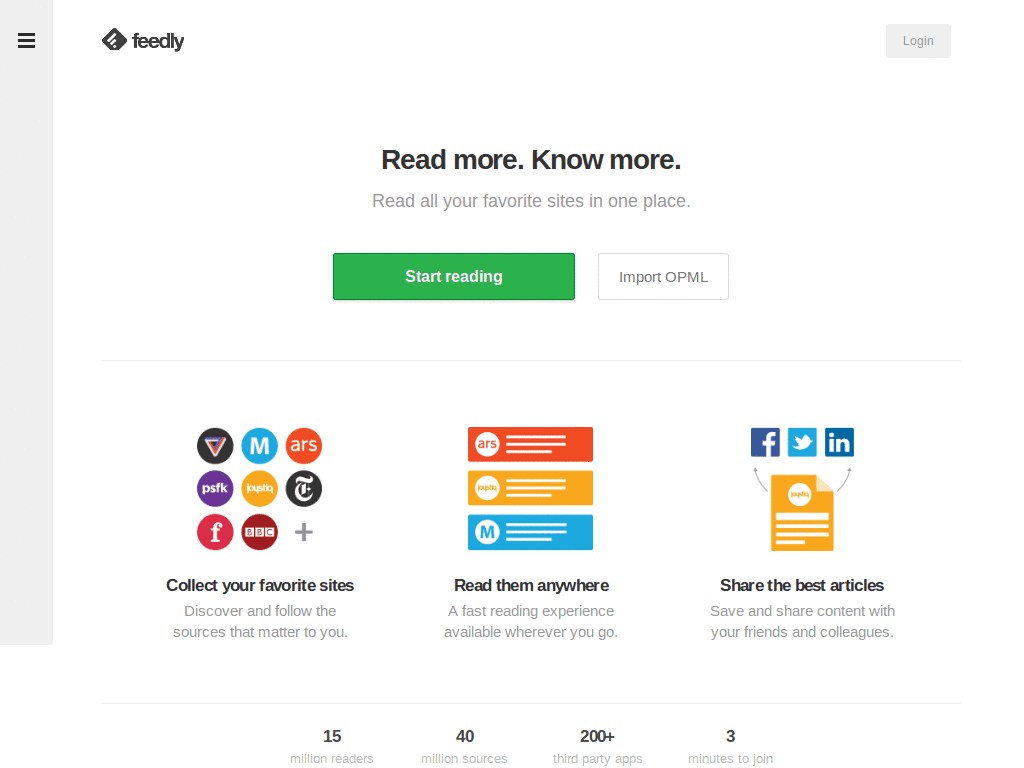 feedly
Login
Read more. Know more.
Read all your favorite sites in one place.
Start reading
Import OPML
M
ars
psfk
joystiq
T
f
BBC
ars
joystiq
M
f
in
joystiq
Collect your favorite sites
Discover and follow the
sources that matter to you.
Read them anywhere
A fast reading experience
available wherever you go.
Share the best articles
Save and share content with
your friends and colleagues.
15
million readers
40
million sources
200+
third party apps
3
minutes to join